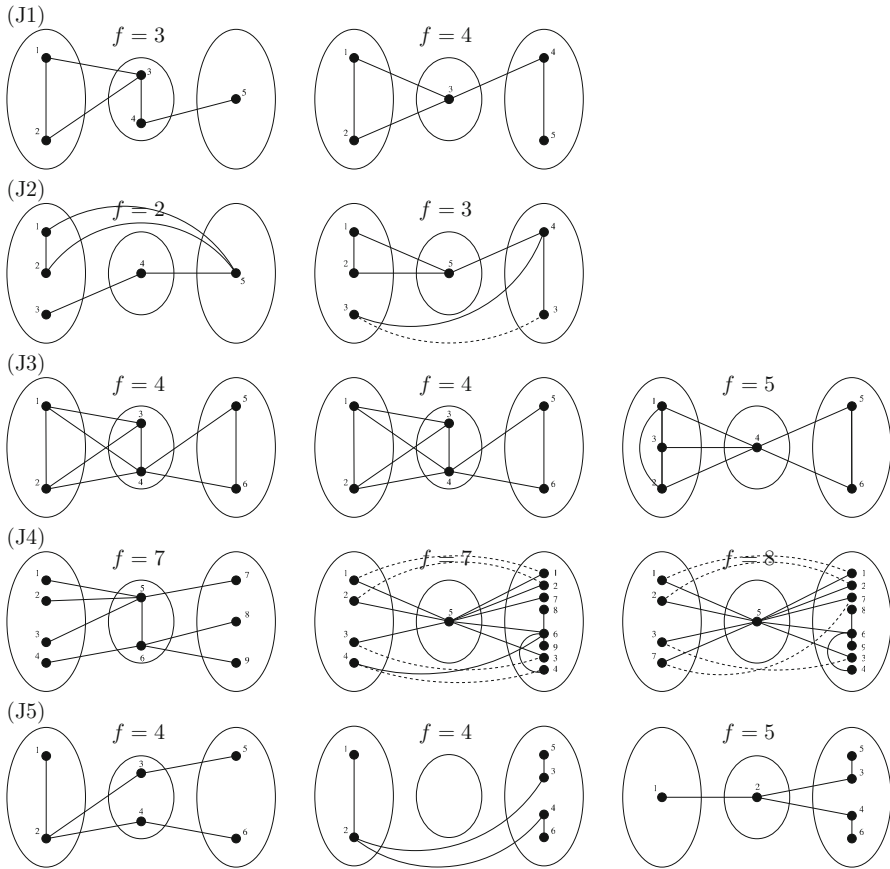 (J1)
f = 3 f = 4
1 3 5 2 4
1 4 3 2 5
(J2)
f = 2 f = 3
1 2 4 5 3
1 4 2 5 3 3
(J3)
f = 4 f = 4 f = 5
1 3 5 2 4 6
1 3 5 2 4 6
1 5 3 4 2 6
(J4)
f = 7 f = 7 f = 8
1 5 7 2 8 3 4 6 9
1 1 2 2 7 5 8 3 6 9 4 3 4
1 1 2 2 7 5 8 3 6 9 7 3 4
(J5)
f = 4 f = 4 f = 5
1 3 5 2 4 6
1 5 3 4 2 6
5 3 1 2 4 6